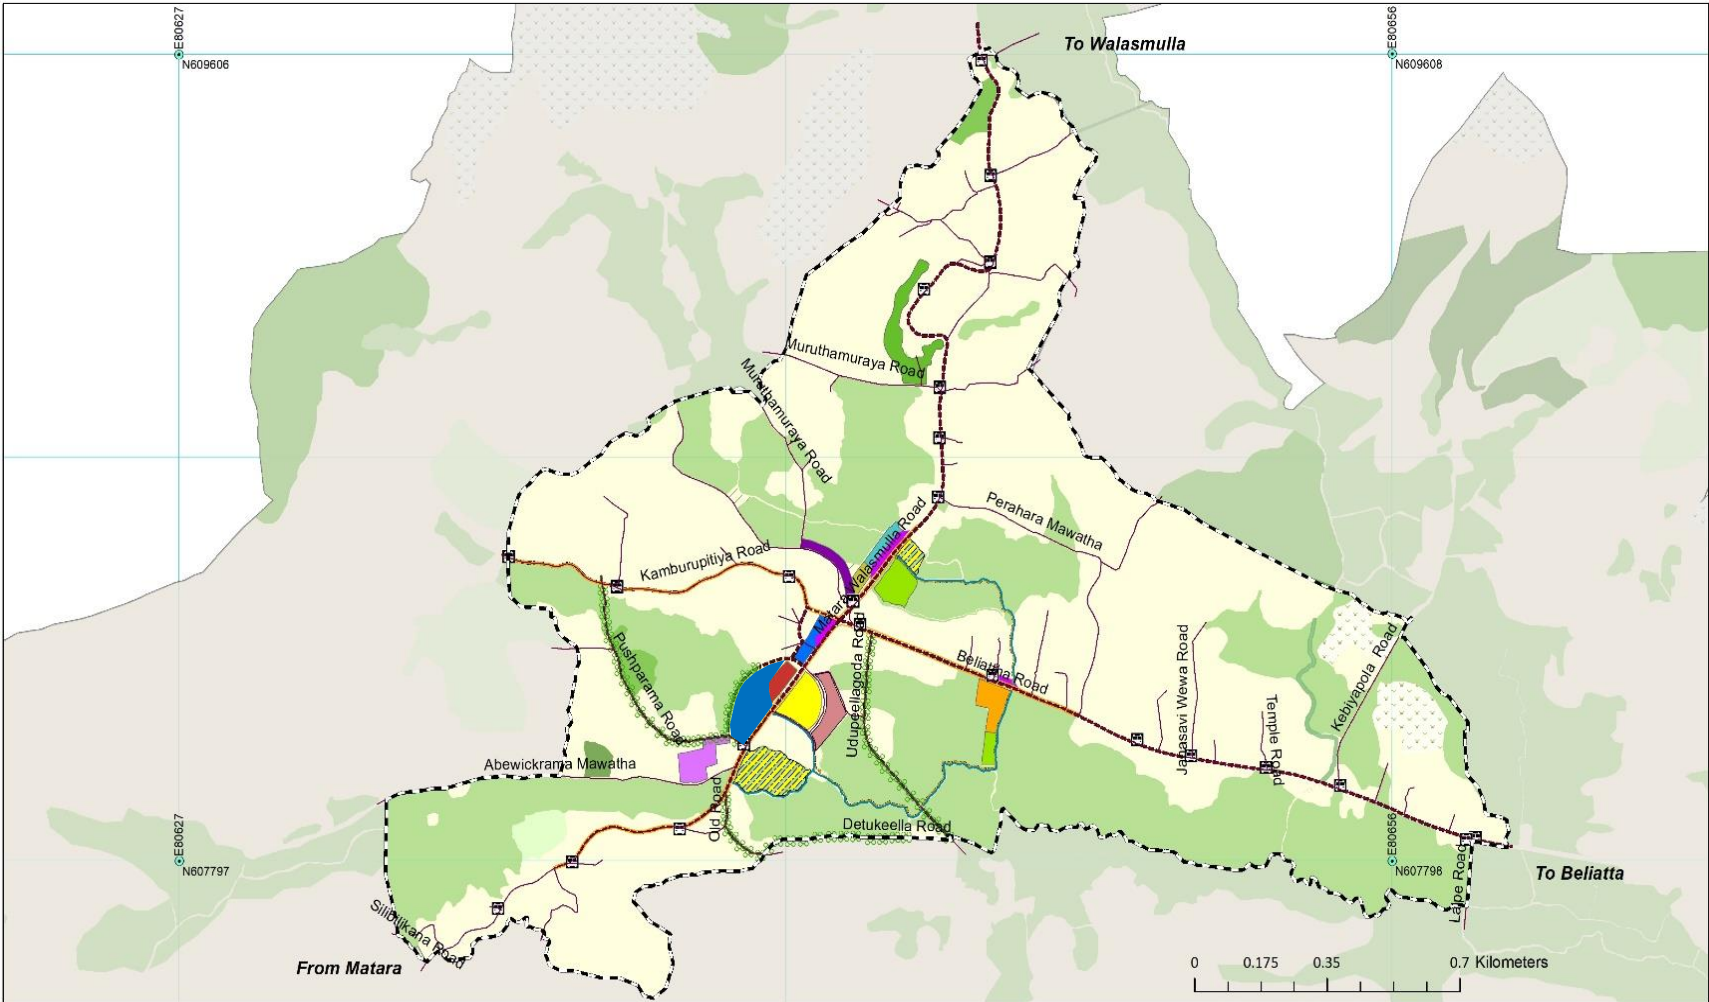 E80627
N609606
To Walasmulla
E80656
N609608
Muruthamuraya Road
Muruthamuraya Road
Perahara Mawatha
Matara Walasmulla Road
Kamburupitiya Road
Pushparama Road
Udupeellagoda Road
Beliatta Road
Janasavi Wewa Road
Temple Road
Kebiyapola Road
Abewickrama Mawatha
Old Road
Detukeella Road
E80627
N607797
E80656
N607798
Lalpe Road
To Beliatta
Silibilikana Road
From Matara
0 0.175 0.35 0.7 Kilometers